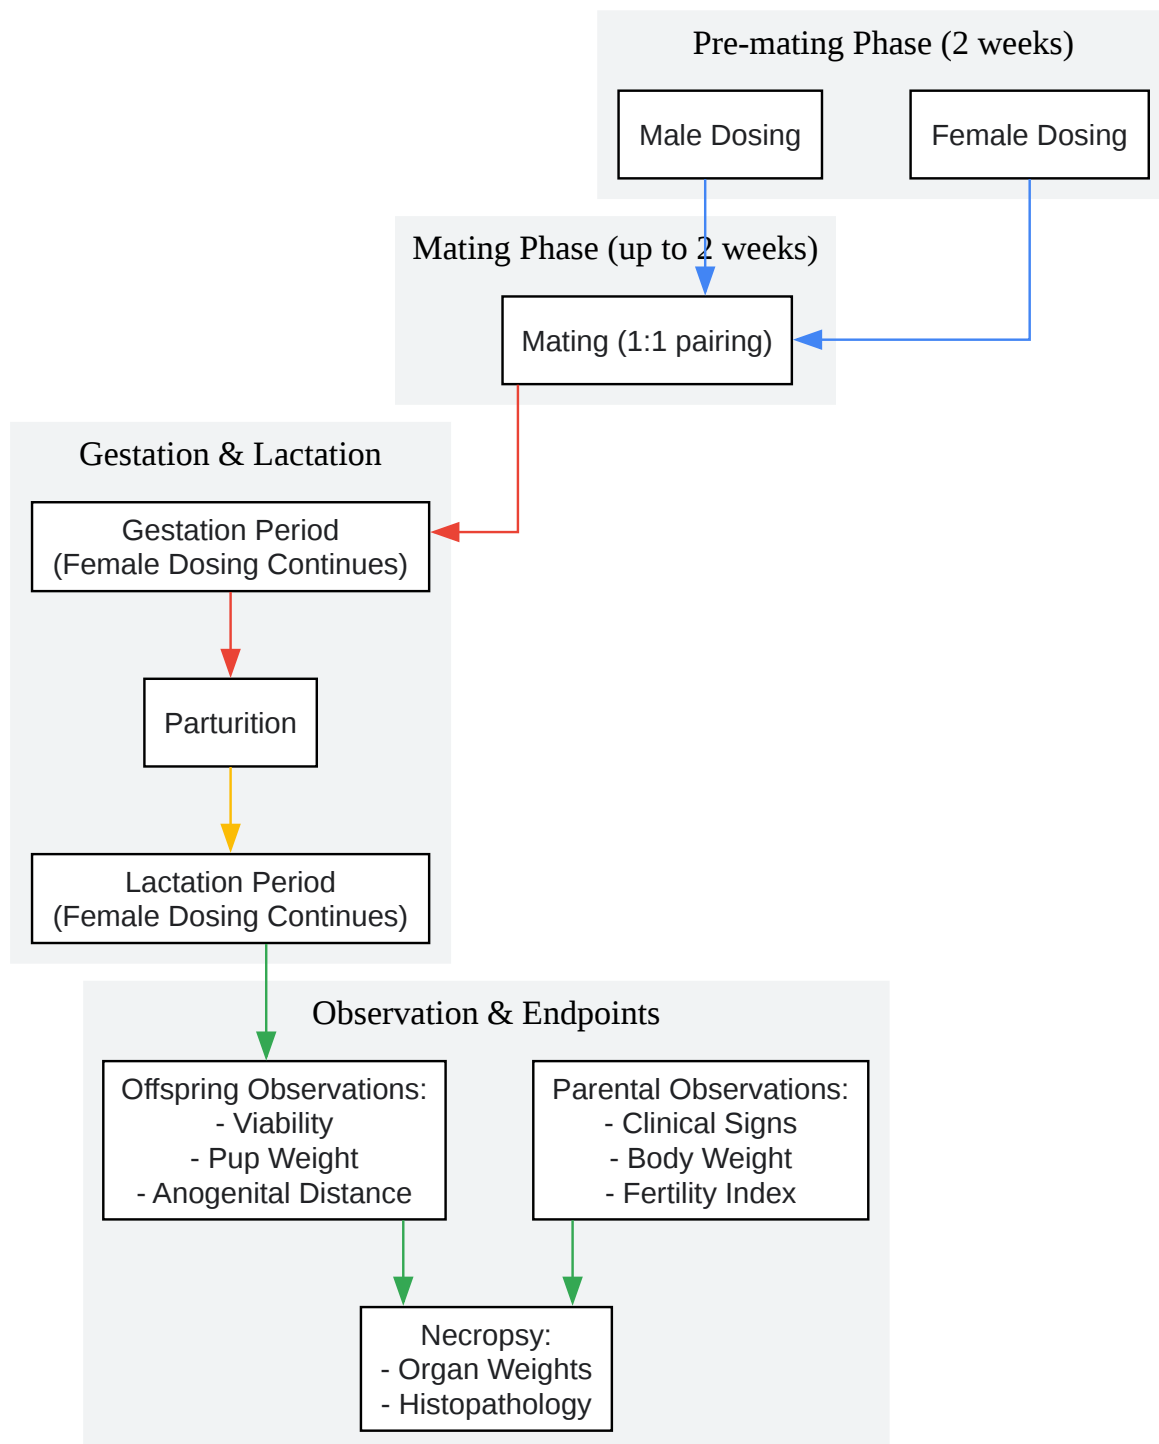 Pre-mating Phase (2 weeks)
Male Dosing
Female Dosing
Mating Phase (up to 2 weeks)
Mating (1:1 pairing)
Gestation & Lactation
Gestation Period
(Female Dosing Continues)
Parturition
Lactation Period
(Female Dosing Continues)
Observation & Endpoints
Offspring Observations:
- Viability
- Pup Weight
- Anogenital Distance
Parental Observations:
- Clinical Signs
- Body Weight
- Fertility Index
Necropsy:
- Organ Weights
- Histopathology